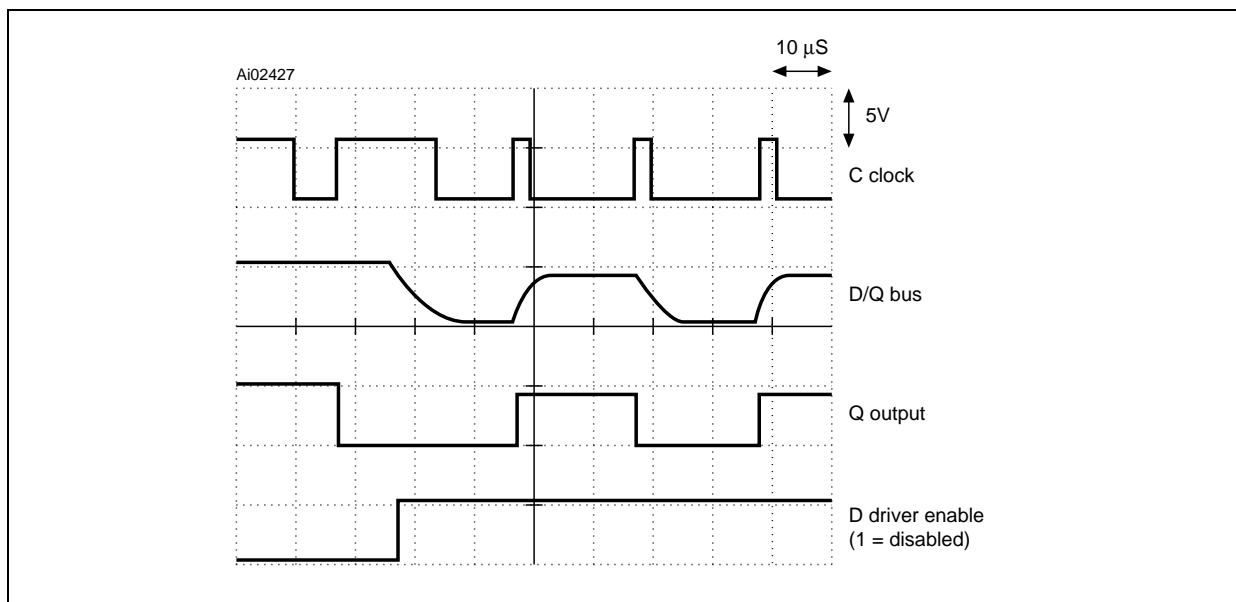 10 μS
Ai02427
5V
C clock
D/Q bus
Q output
D driver enable
(1 = disabled)